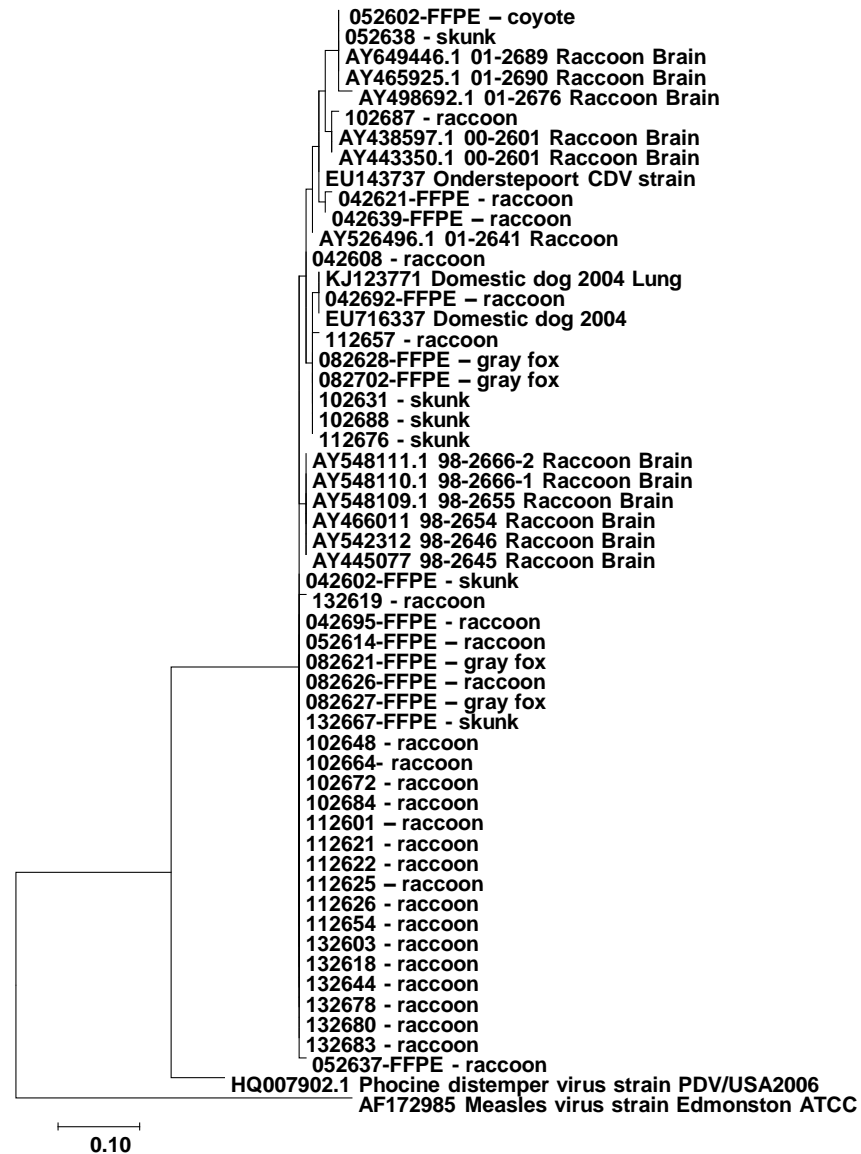 052602-FFPE – coyote
052638 - skunk
AY649446.1 01-2689 Raccoon Brain
AY465925.1 01-2690 Raccoon Brain
AY498692.1 01-2676 Raccoon Brain
102687 - raccoon
AY438597.1 00-2601 Raccoon Brain
AY443350.1 00-2601 Raccoon Brain
EU143737 Onderstepoort CDV strain
042621-FFPE - raccoon
042639-FFPE – raccoon
AY526496.1 01-2641 Raccoon
042608 - raccoon
KJ123771 Domestic dog 2004 Lung
042692-FFPE – raccoon
EU716337 Domestic dog 2004
112657 - raccoon
082628-FFPE – gray fox
082702-FFPE – gray fox
102631 - skunk
102688 - skunk
112676 - skunk
AY548111.1 98-2666-2 Raccoon Brain
AY548110.1 98-2666-1 Raccoon Brain
AY548109.1 98-2655 Raccoon Brain
AY466011 98-2654 Raccoon Brain
AY542312 98-2646 Raccoon Brain
AY445077 98-2645 Raccoon Brain
042602-FFPE - skunk
132619 - raccoon
042695-FFPE - raccoon
052614-FFPE – raccoon
082621-FFPE – gray fox
082626-FFPE – raccoon
082627-FFPE – gray fox
132667-FFPE - skunk
102648 - raccoon
102664- raccoon
102672 - raccoon
102684 - raccoon
112601 – raccoon
112621 - raccoon
112622 - raccoon
112625 – raccoon
112626 - raccoon
112654 - raccoon
132603 - raccoon
132618 - raccoon
132644 - raccoon
132678 - raccoon
132680 - raccoon
132683 - raccoon
052637-FFPE - raccoon
HQ007902.1 Phocine distemper virus strain PDV/USA2006
AF172985 Measles virus strain Edmonston ATCC
0.10